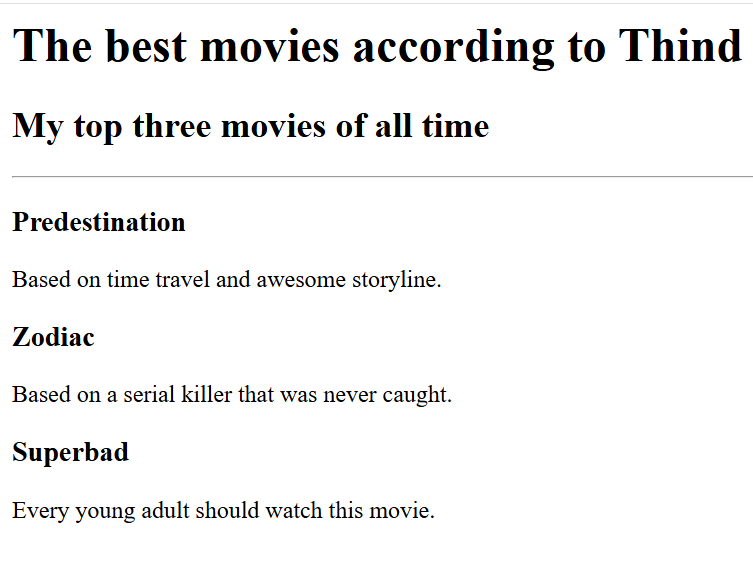 The best movies according to Thind
My top three movies of all time
Predestination
Based on time travel and awesome storyline.
Zodiac
Based on a serial killer that was never caught.
Superbad
Every young adult should watch this movie.